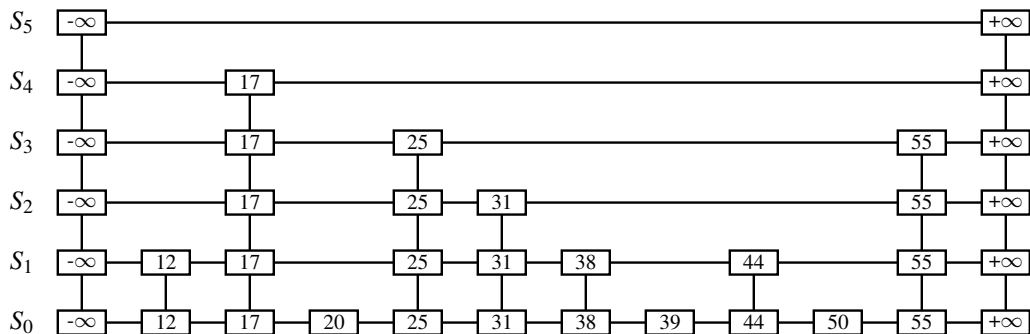 S5 -∞ +∞
S4 -∞ 17 +∞
S3 -∞ 17 25 55 +∞
S2 -∞ 17 25 31 55 +∞
S1 -∞ 12 17 25 31 38 44 55 +∞
S0 -∞ 12 17 20 25 31 38 39 44 50 55 +∞